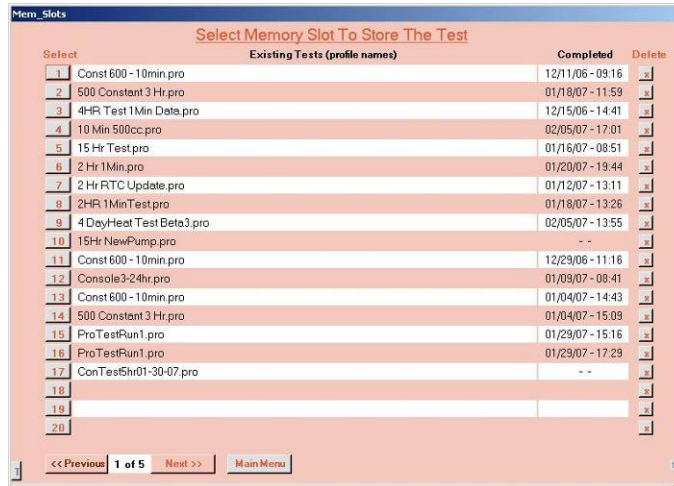 Mem_Slots
Select Memory Slot To Store The Test
Select Existing Tests (profile names) Completed Delete
1 Const 600 - 10min.pro 12/11/06 - 09:16 x
2 500 Constant 3 Hr.pro 01/18/07 - 11:59 x
3 4HR Test 1Min Data.pro 12/15/06 - 14:41 x
4 10 Min 500cc.pro 02/05/07 - 17:01 x
5 15 Hr Test.pro 01/16/07 - 08:51 x
6 2 Hr 1Min.pro 01/20/07 - 19:44 x
7 2 Hr RTC Update.pro 01/12/07 - 13:11 x
8 2HR 1MinTest.pro 01/18/07 - 13:26 x
9 4 DayHeat Test Beta3.pro 02/05/07 - 13:55 x
10 15Hr NewPump.pro - - x
11 Const 600 - 10min.pro 12/29/06 - 11:16 x
12 Console3-24hr.pro 01/09/07 - 08:41 x
13 Const 600 - 10min.pro 01/04/07 - 14:43 x
14 500 Constant 3 Hr.pro 01/04/07 - 15:09 x
15 ProTestRun1.pro 01/29/07 - 15:16 x
16 ProTestRun1.pro 01/29/07 - 17:29 x
17 ConTest5hr01-30-07.pro - - x
18 x
19 x
20 x
<< Previous 1 of 5 Next >> Main Menu
T